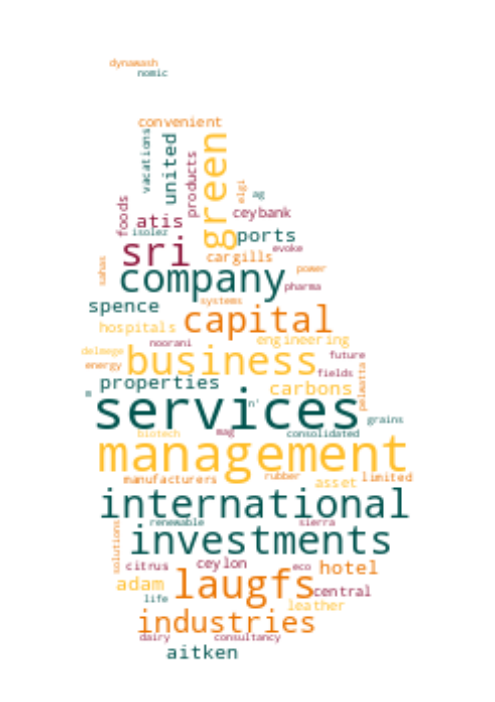 dynawash
nomic
convenient
vacations
united
products
green
elgi
ag
foods
atis
isolez
ceybank
ports
sri
evoke
cargills
sahas
company
power
pharma
spence
systems
hospitals
capital
engineering
noorani
delmege
business
future
energy
fields
properties
carbons
pelwatta
m
services
n'
grains
biotech
mag
consolidated
management
manufacturers
rubber
asset
limited
international
renewable
sierra
solutions
investments
citrus
ceylon
eco
hotel
adam
laugfs
central
life
leather
industries
dairy
consultancy
aitken